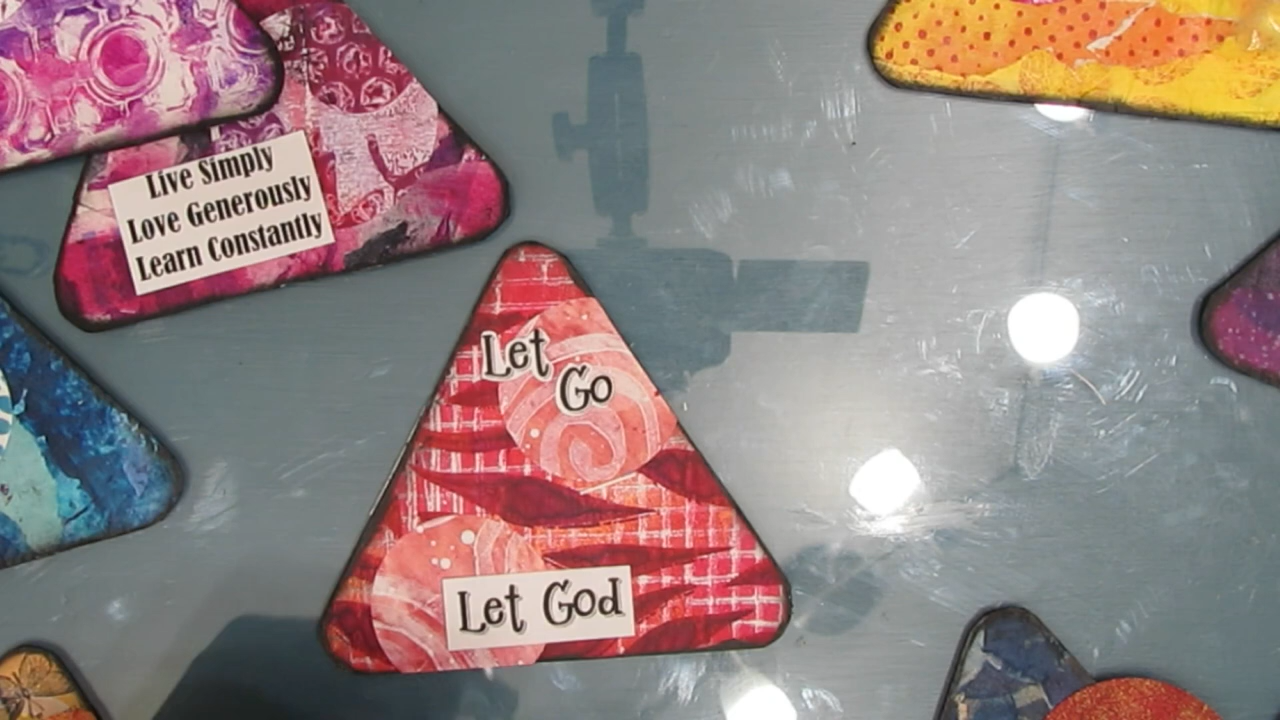 Live Simply
Love Generously
Learn Constantly
Let
Go
Let God